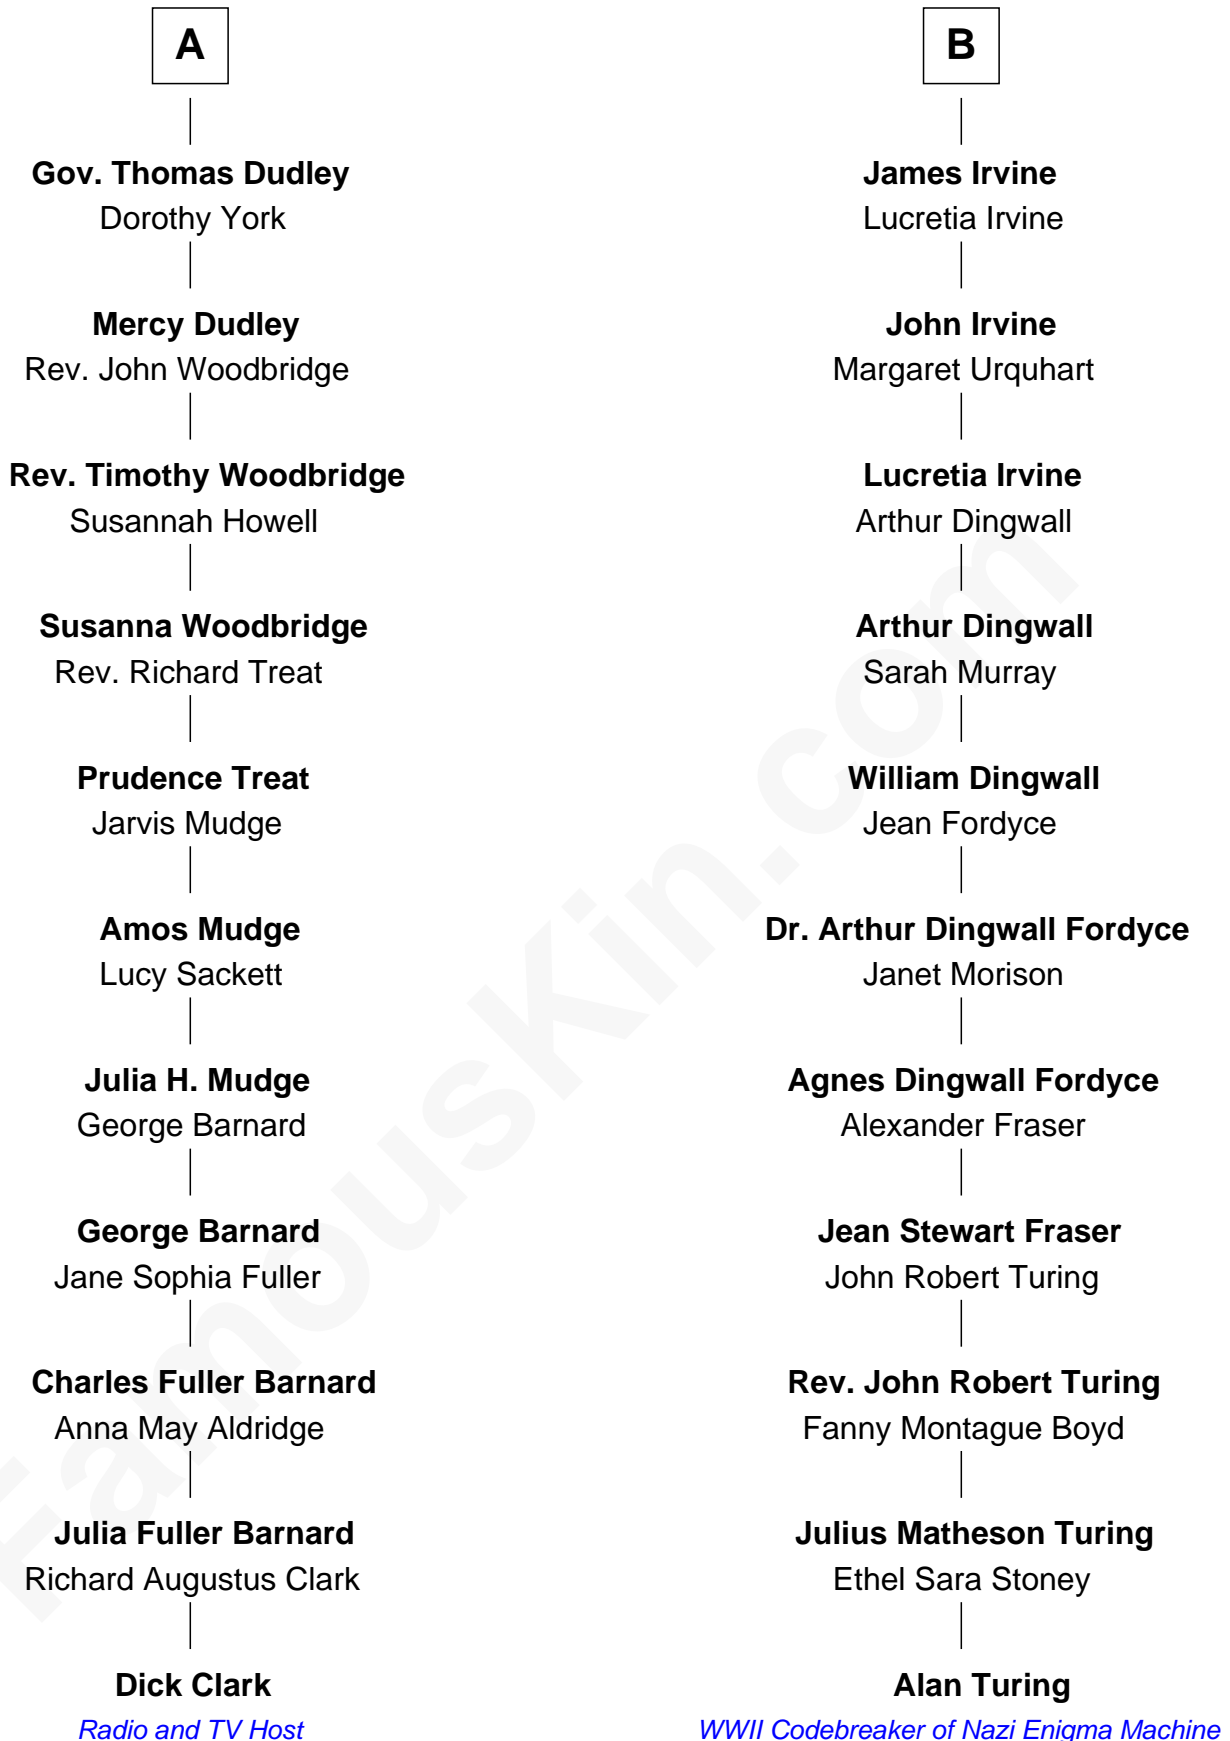 A
Gov. Thomas Dudley
Dorothy York
Mercy Dudley
Rev. John Woodbridge
Rev. Timothy Woodbridge
Susannah Howell
Susanna Woodbridge
Rev. Richard Treat
Prudence Treat
Jarvis Mudge
Amos Mudge
Lucy Sackett
Julia H. Mudge
George Barnard
George Barnard
Jane Sophia Fuller
Charles Fuller Barnard
Anna May Aldridge
Julia Fuller Barnard
Richard Augustus Clark
Dick Clark
Radio and TV Host
B
James Irvine
Lucretia Irvine
John Irvine
Margaret Urquhart
Lucretia Irvine
Arthur Dingwall
Arthur Dingwall
Sarah Murray
William Dingwall
Jean Fordyce
Dr. Arthur Dingwall Fordyce
Janet Morison
Agnes Dingwall Fordyce
Alexander Fraser
Jean Stewart Fraser
John Robert Turing
Rev. John Robert Turing
Fanny Montague Boyd
Julius Matheson Turing
Ethel Sara Stoney
Alan Turing
WWII Codebreaker of Nazi Enigma Machine
FamousKin.com